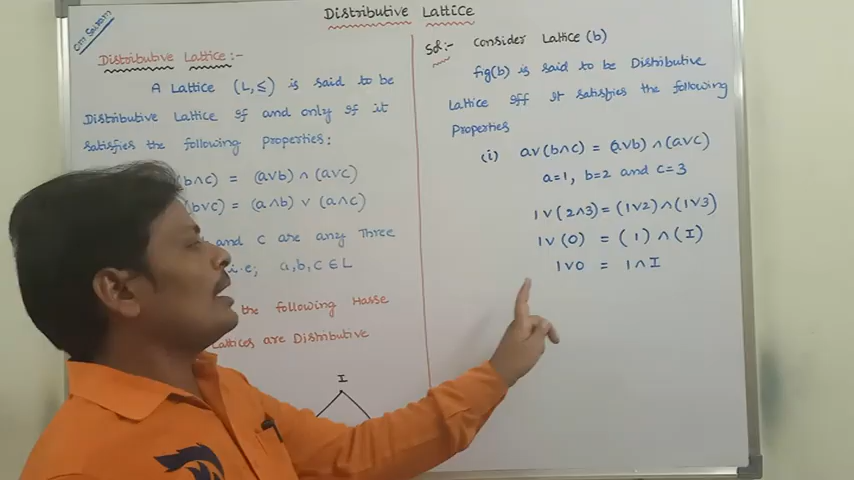 Distributive Lattice
Om Sairam
Distributive Lattice:-
A Lattice (L,≤) is said to be
Distributive Lattice If and only If it
satisfies the following Properties:
b∧c) = (a∨b) ∧ (a∨c)
b∨c) = (a∧b) ∨ (a∧c)
and C are any Three
i.e; a,b,c ∈ L
the following Hasse
Lattices are Distributive
I
Sol:- Consider Lattice (b)
fig(b) is said to be Distributive
Lattice iff it satisfies the following
Properties
(i) a∨(b∧c) = (a∨b) ∧ (a∨c)
a=1, b=2 and c=3
1∨(2∧3) = (1∨2)∧(1∨3)
1∨(0) = (1) ∧ (I)
1∨0 = 1∧I